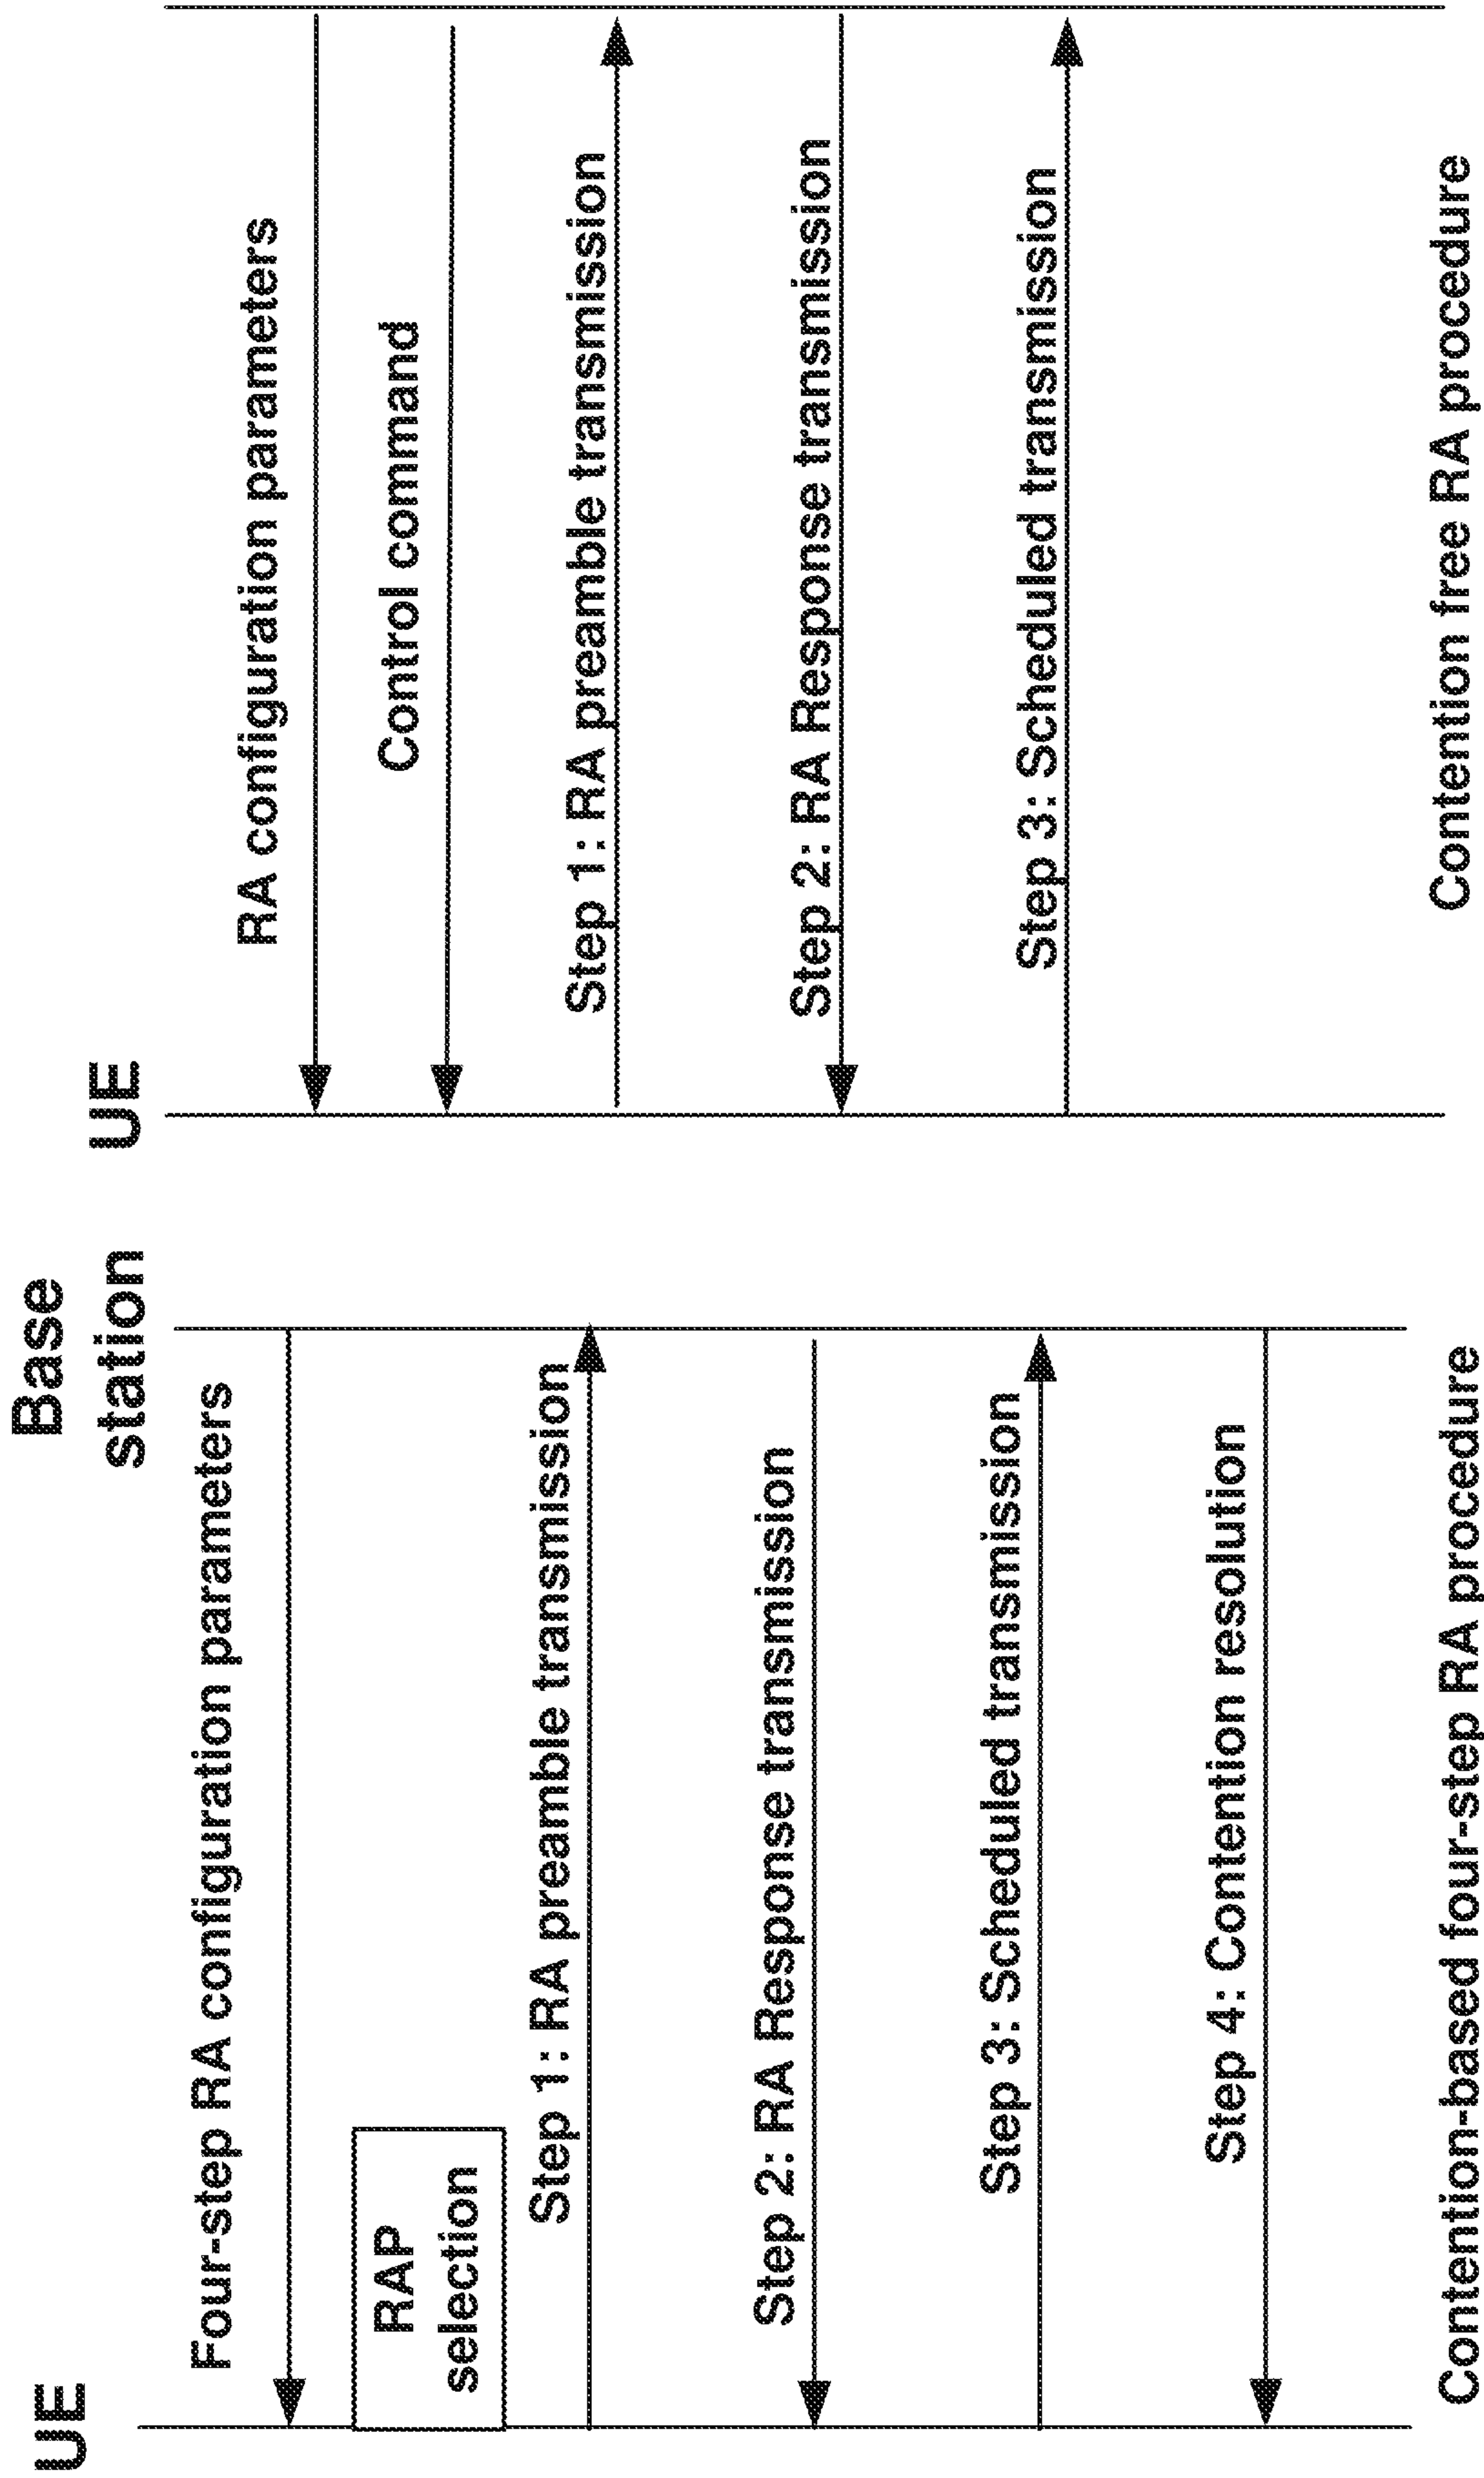 UE
Base
station
Four-step RA configuration parameters
RAP
selection
Step 1: RA preamble transmission
Step 2: RA Response transmission
Step 3: Scheduled transmission
Step 4: Contention resolution
Contention-based four-step RA procedure
UE
RA configuration parameters
Control command
Step 1: RA preamble transmission
Step 2: RA Response transmission
Step 3: Scheduled transmission
Contention free RA procedure